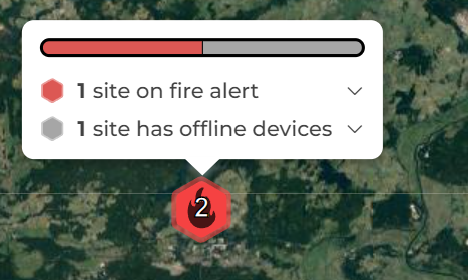 1 site on fire alert
1 site has offline devices
2